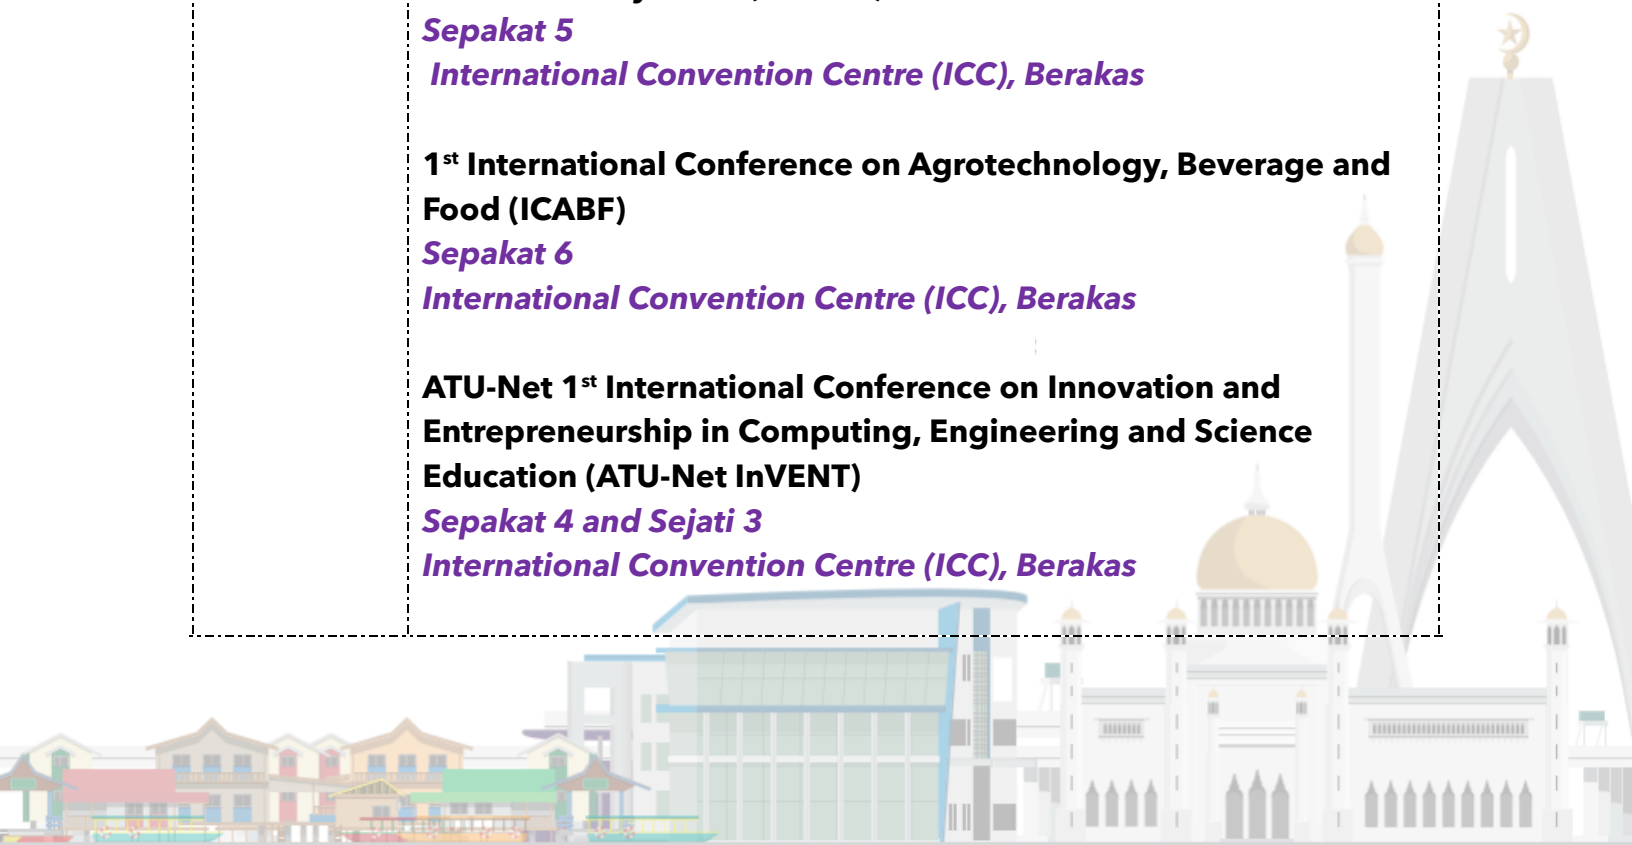 Sepakat 5
International Convention Centre (ICC), Berakas
1st International Conference on Agrotechnology, Beverage and
Food (ICABF)
Sepakat 6
International Convention Centre (ICC), Berakas
ATU-Net 1st International Conference on Innovation and
Entrepreneurship in Computing, Engineering and Science
Education (ATU-Net InVENT)
Sepakat 4 and Sejati 3
International Convention Centre (ICC), Berakas